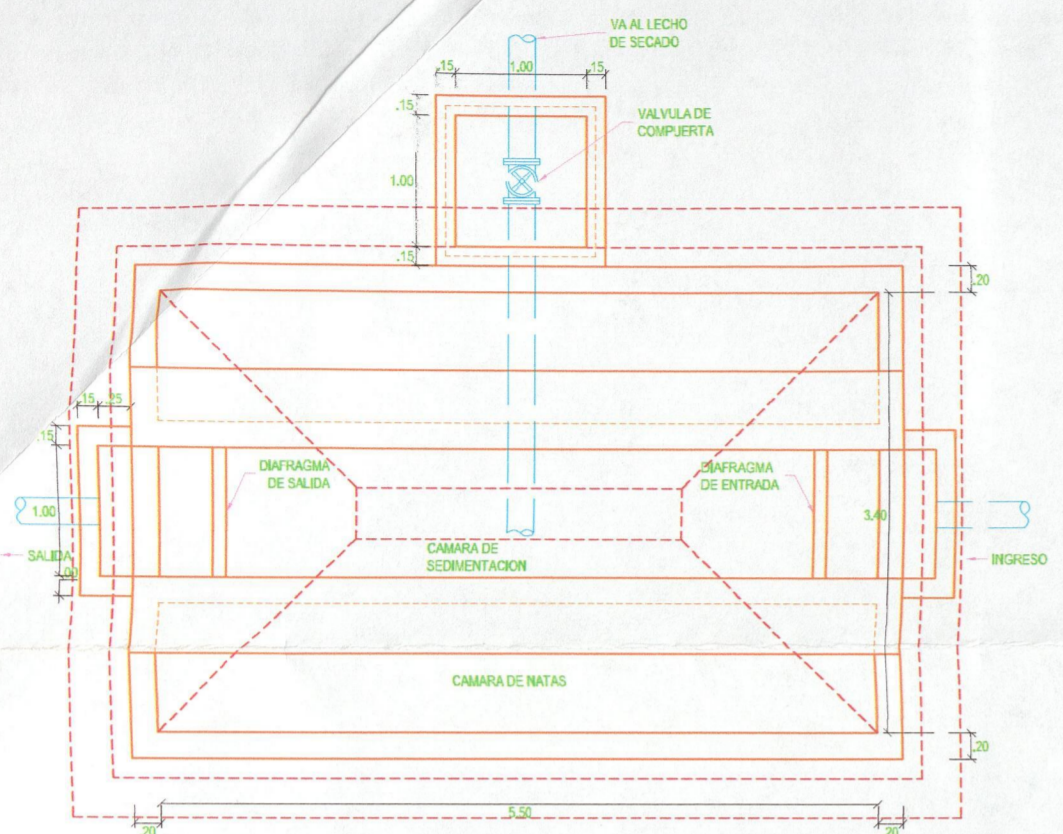 VA AL LECHO
DE SECADO
.15
1.00
.15
.15
VALVULA DE
COMPUERTA
1.00
.15
.20
.15
.25
.15
DIAFRAGMA
DE SALIDA
DIAFRAGMA
DE ENTRADA
1.00
3.40
SALIDA
CAMARA DE
SEDIMENTACION
INGRESO
.00
CAMARA DE NATAS
.20
5.50
.20
.20